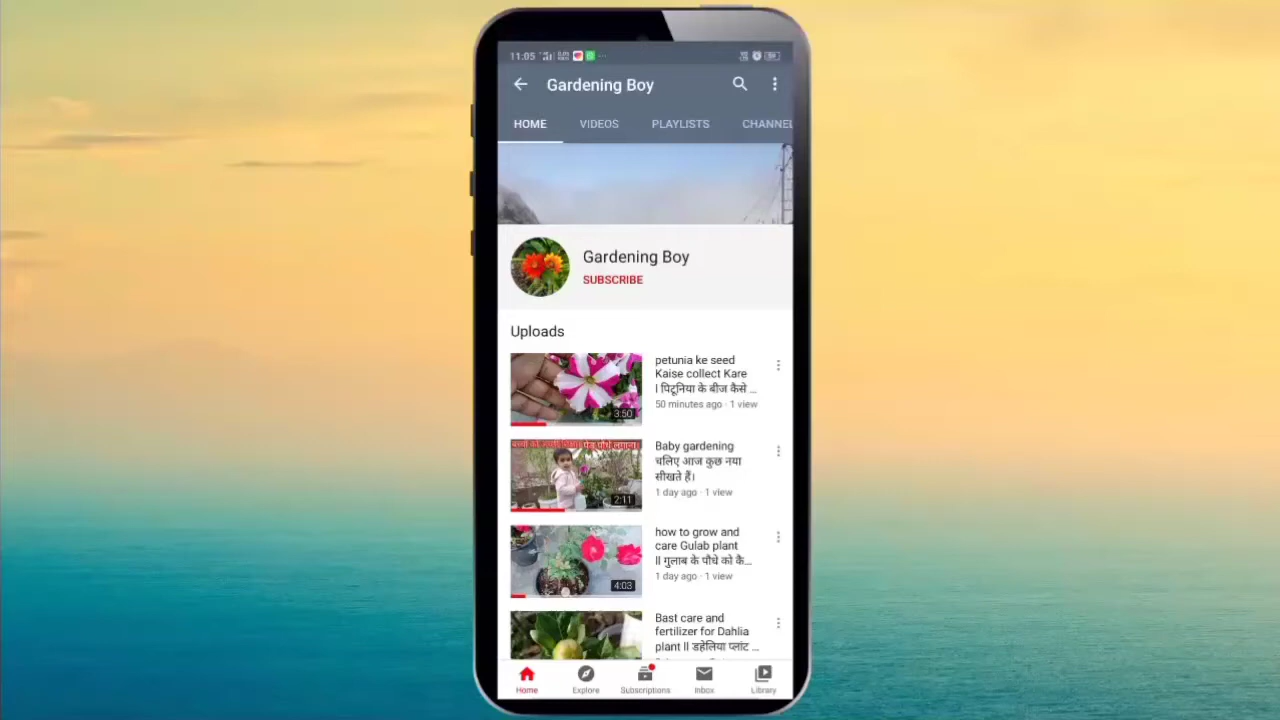 11:05
Gardening Boy
HOME VIDEOS PLAYLISTS CHANNEL
Gardening Boy
SUBSCRIBE
Uploads
petunia ke seed
Kaise collect Kare
I पिटूनिया के बीज कैसे ...
50 minutes ago · 1 view
3:50
Baby gardening
चलिए आज कुछ नया
सीखते हैं।
1 day ago · 1 view
2:11
how to grow and
care Gulab plant
II गुलाब के पौधे को कै...
1 day ago · 1 view
4:03
Bast care and
fertilizer for Dahlia
plant II डहेलिया प्लांट ...
Home Explore Subscriptions Inbox Library